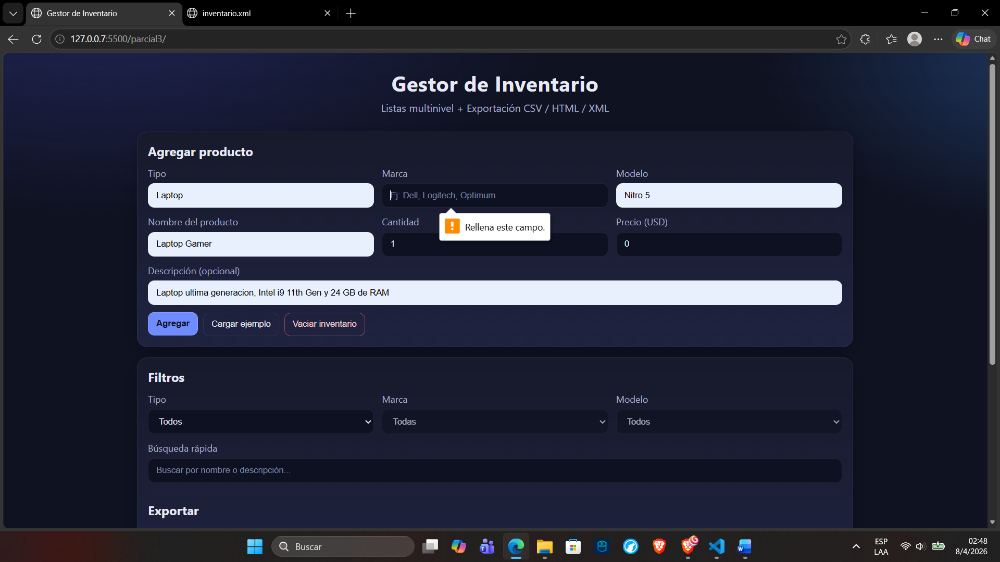 Gestor de Inventario
inventario.xml
127.0.0.7:5500/parcial3/
Chat
Gestor de Inventario
Listas multinivel + Exportación CSV / HTML / XML
Agregar producto
Tipo
Marca
Modelo
Laptop
Ej: Dell, Logitech, Optimum
Nitro 5
Nombre del producto
Cantidad
Rellena este campo.
Precio (USD)
Laptop Gamer
1
0
Descripción (opcional)
Laptop ultima generacion, Intel i9 11th Gen y 24 GB de RAM
Agregar
Cargar ejemplo
Vaciar inventario
Filtros
Tipo
Marca
Modelo
Todos
Todas
Todos
Búsqueda rápida
Buscar por nombre o descripción...
Exportar
Buscar
ESP
LAA
02:48
8/4/2026